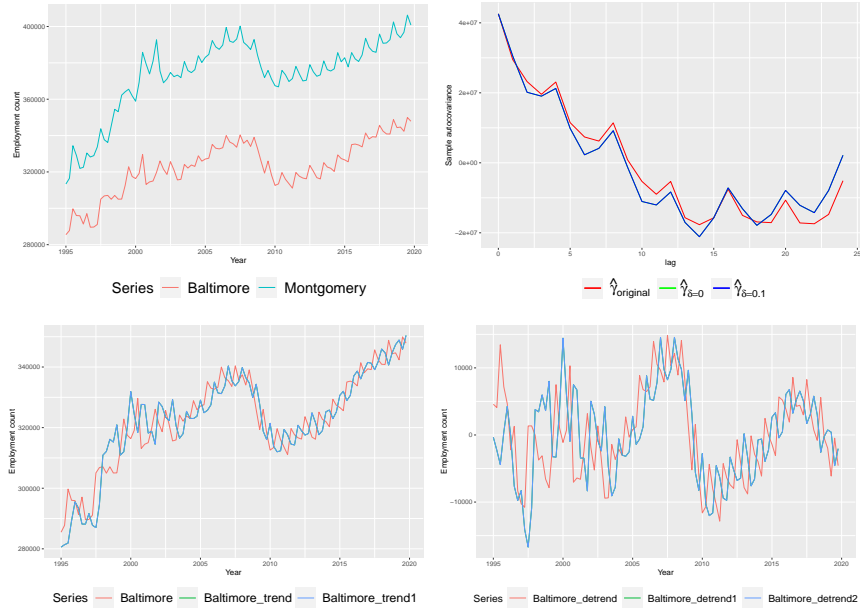 400000
360000
320000
280000
Employment count
1995 2000 2005 2010 2015 2020
Year
Series Baltimore Montgomery
4e+07
2e+07
0e+00
−2e+07
Sample autocovariance
0 5 10 15 20 25
lag
γ̂original γ̂δ=0 γ̂δ=0.1
340000
320000
300000
280000
Employment count
1995 2000 2005 2010 2015 2020
Year
Series Baltimore Baltimore_trend Baltimore_trend1
10000
0
−10000
Employment count
1995 2000 2005 2010 2015 2020
Year
Series Baltimore_detrend Baltimore_detrend1 Baltimore_detrend2